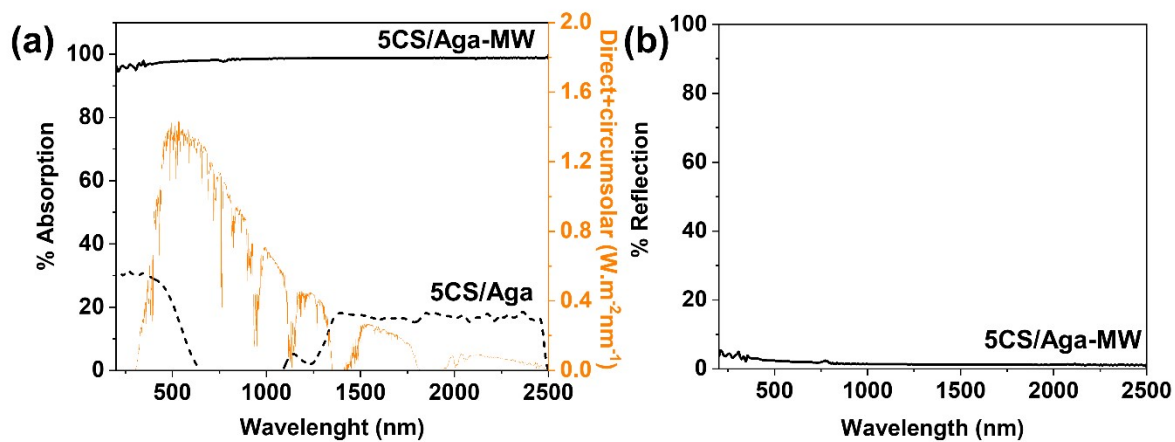 (a)
100
80
60
40
20
0
% Absorption
5CS/Aga-MW
5CS/Aga
2.0
1.6
1.2
0.8
0.4
0.0
Direct+circumsolar (W.m⁻²nm⁻¹)
500 1000 1500 2000 2500
Wavelenght (nm)
(b)
100
80
60
40
20
0
% Reflection
5CS/Aga-MW
500 1000 1500 2000 2500
Wavelength (nm)